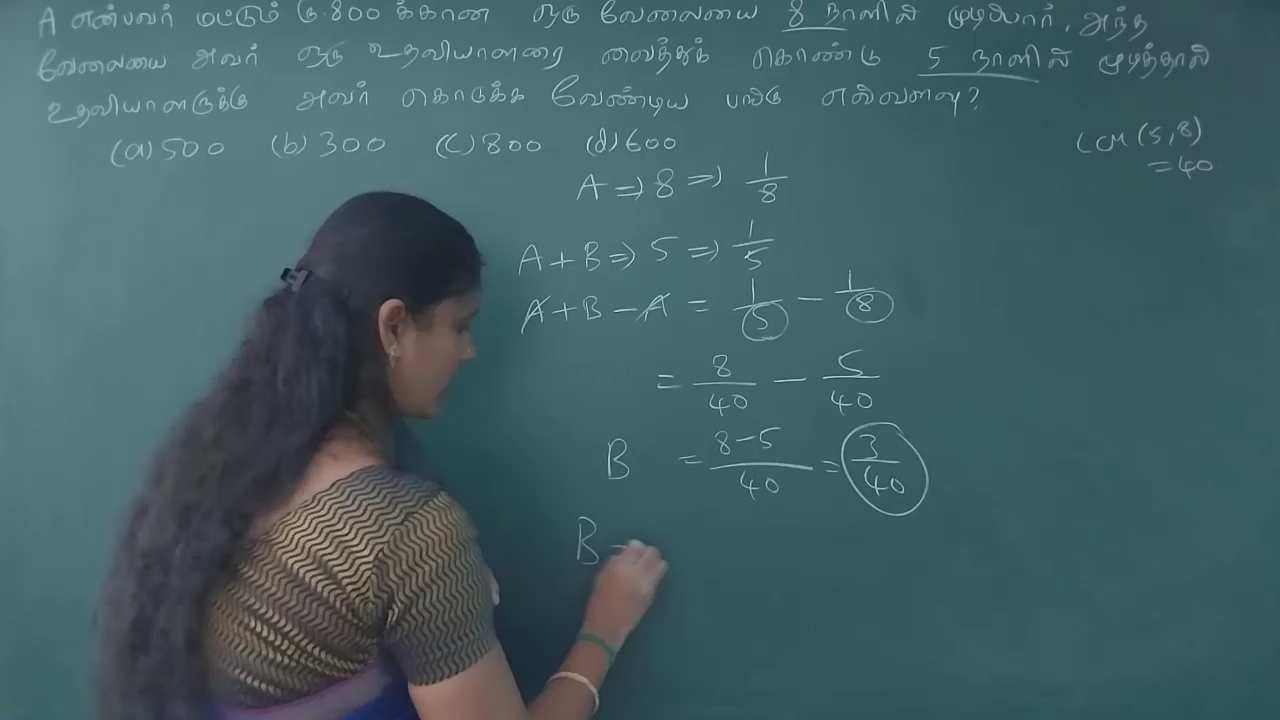 A என்பவர் மட்டும் ரூ.800 க்கான ஒரு வேலையை 8 நாளில் முடிப்பார், அந்த
வேலையை அவர் ஒரு உதவியாளரை வைத்துக் கொண்டு 5 நாளில் முடித்தால்
உதவியாளருக்கு அவர் கொடுக்க வேண்டிய பங்கு எவ்வளவு?
(a) 500 (b) 300 (c) 800 (d) 600
LCM (5,8)
= 40
A => 8 => 1/8
A + B => 5 => 1/5
A + B - A = 1/5 - 1/8
= 8/40 - 5/40
B = 8-5/40 = 3/40
B -